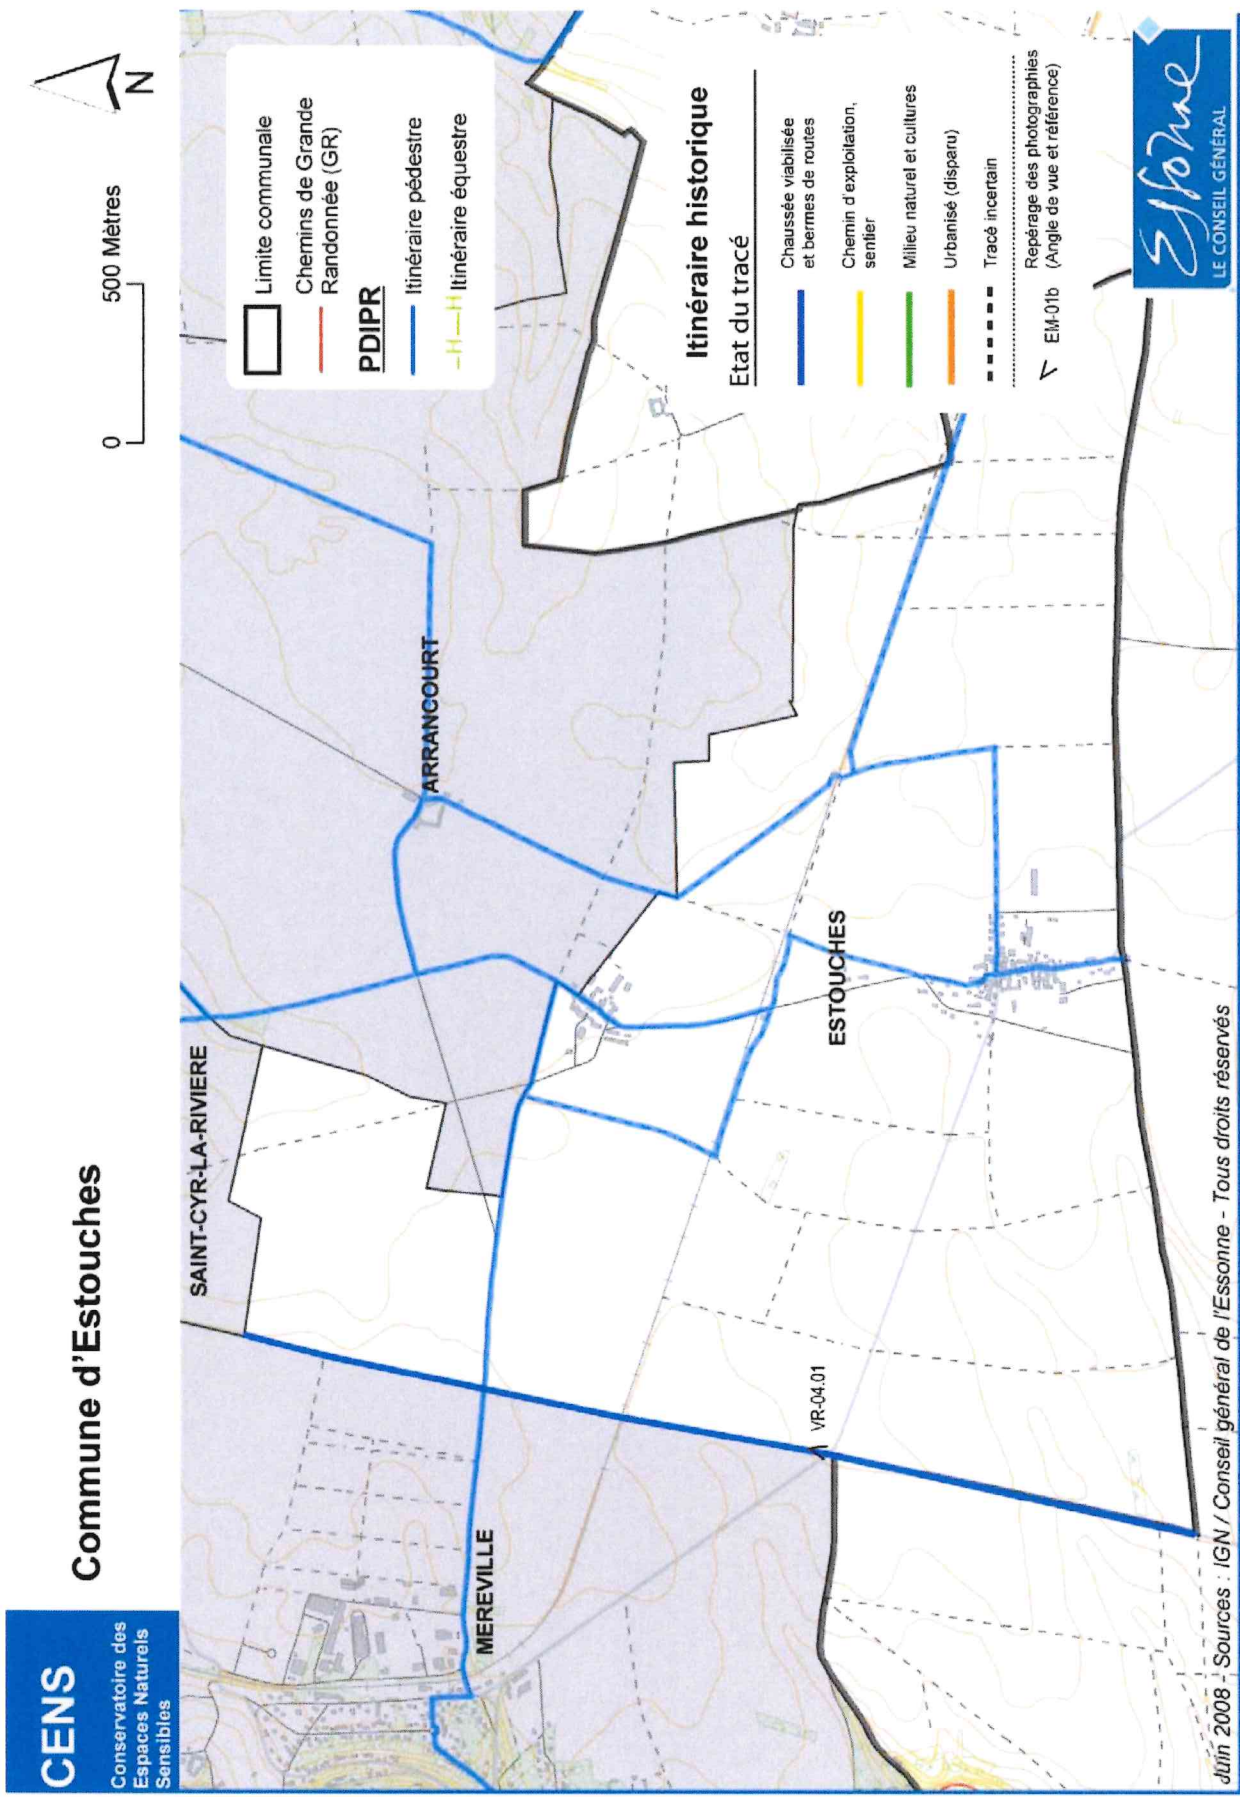 CENS
Conservatoire des
Espaces Naturels
Sensibles
Commune d'Estouches
0
500 Mètres
N
Limite communale
Chemins de Grande
Randonnée (GR)
PDIPR
Itinéraire pédestre
-H—H
Itinéraire équestre
SAINT-CYR-LA-RIVIERE
ARRANCOURT
MEREVILLE
ESTOUCHES
VR-04.01
Itinéraire historique
Etat du tracé
Chaussée viabilisée
et bermes de routes
Chemin d'exploitation,
sentier
Milieu naturel et cultures
Urbanisé (disparu)
Tracé incertain
EM-01b
Repérage des photographies
(Angle de vue et référence)
Essonne
LE CONSEIL GÉNÉRAL
Juin 2008 - Sources : IGN / Conseil général de l'Essonne - Tous droits réservés